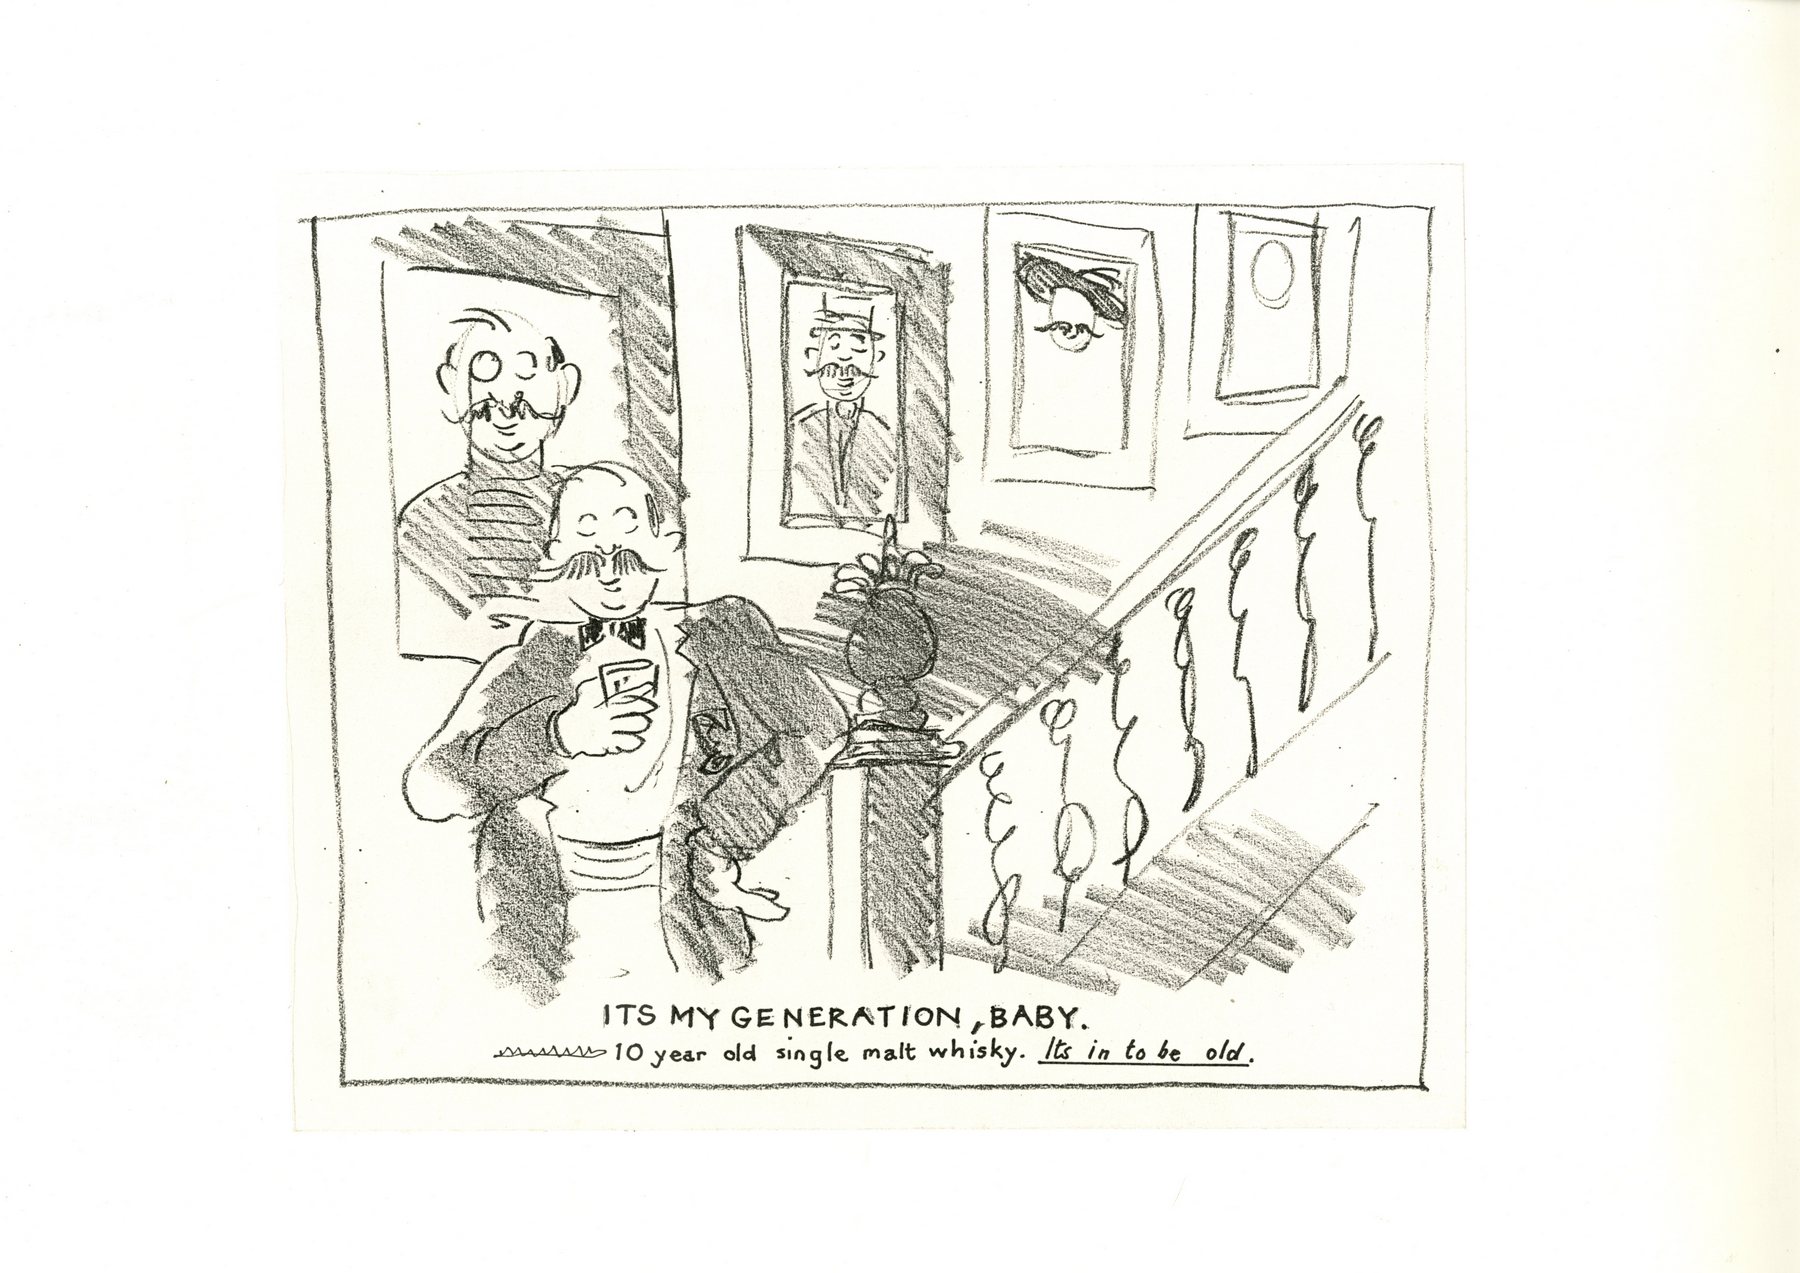 ITS MY GENERATION, BABY.
10 year old single malt whisky. Its in to be old.